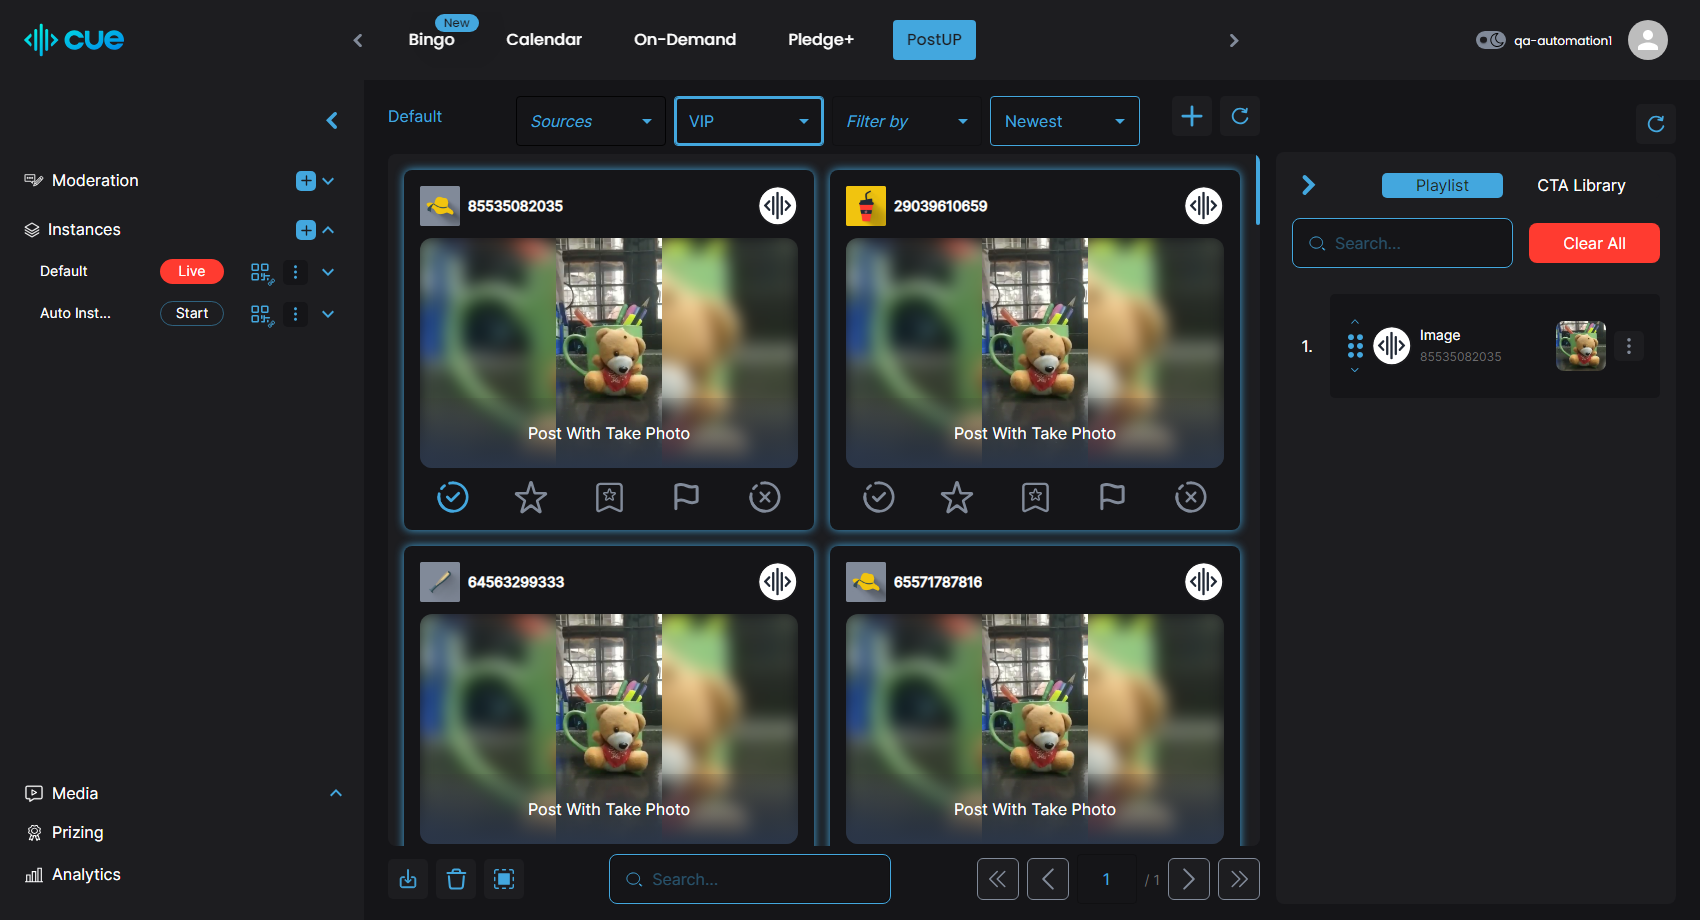 cue
New
Bingo
Calendar
On-Demand
Pledge+
PostUP
qa-automation1
Default
Sources
VIP
Filter by
Newest
Moderation
Instances
Default
Live
Auto Inst...
Start
Media
Prizing
Analytics
85535082035
Post With Take Photo
29039610659
Post With Take Photo
64563299333
Post With Take Photo
65571787816
Post With Take Photo
Search...
1
/ 1
Playlist
CTA Library
Search...
Clear All
1.
Image
85535082035